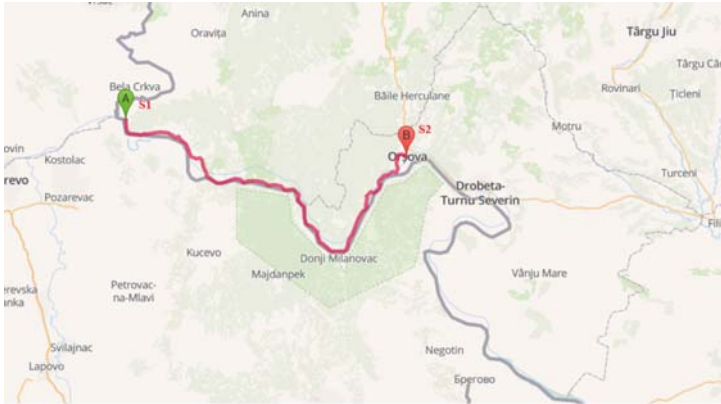 Vršac
Anina
Oravița
Târgu Jiu
Târgu Căr
Bela Crkva
A
S1
Rovinari
Țicleni
Băile Herculane
B
S2
Motru
ovin
Kostolac
Orșova
Turceni
revo
Pozarevac
Drobeta-
Turnu Severin
Fili
Kucevo
Donji Milanovac
Majdanpek
Vânju Mare
erevska
anka
Petrovac-
na-Mlavi
Svilajnac
Negotin
Lapovo
Брегово